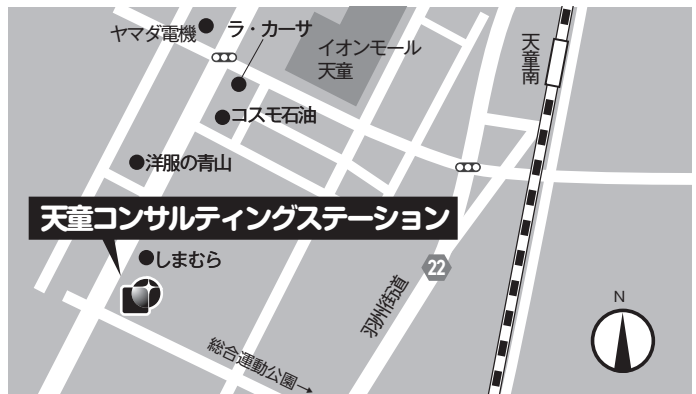 ヤマダ電機
ラ・カーサ
イオンモール
天童
天童南
コスモ石油
洋服の青山
天童コンサルティングステーション
しまむら
22
羽州街道
総合運動公園→
N